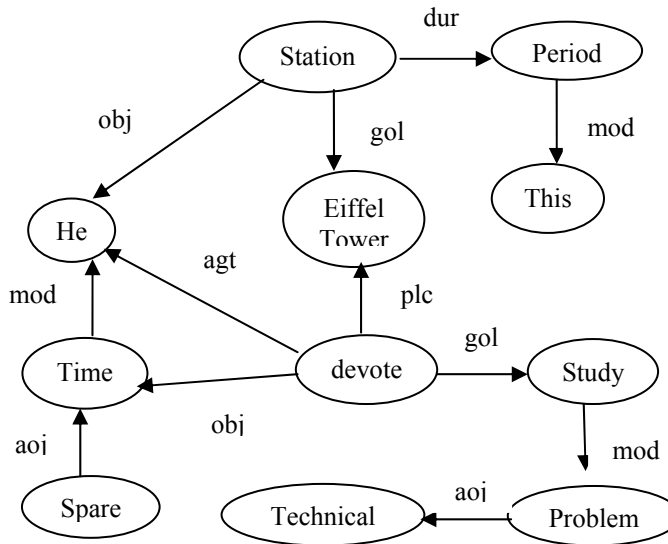 dur
Station
Period
obj
gol
mod
Eiffel
Tower
This
He
agt
mod
plc
gol
Time
devote
Study
obj
aoj
mod
aoj
Spare
Technical
Problem